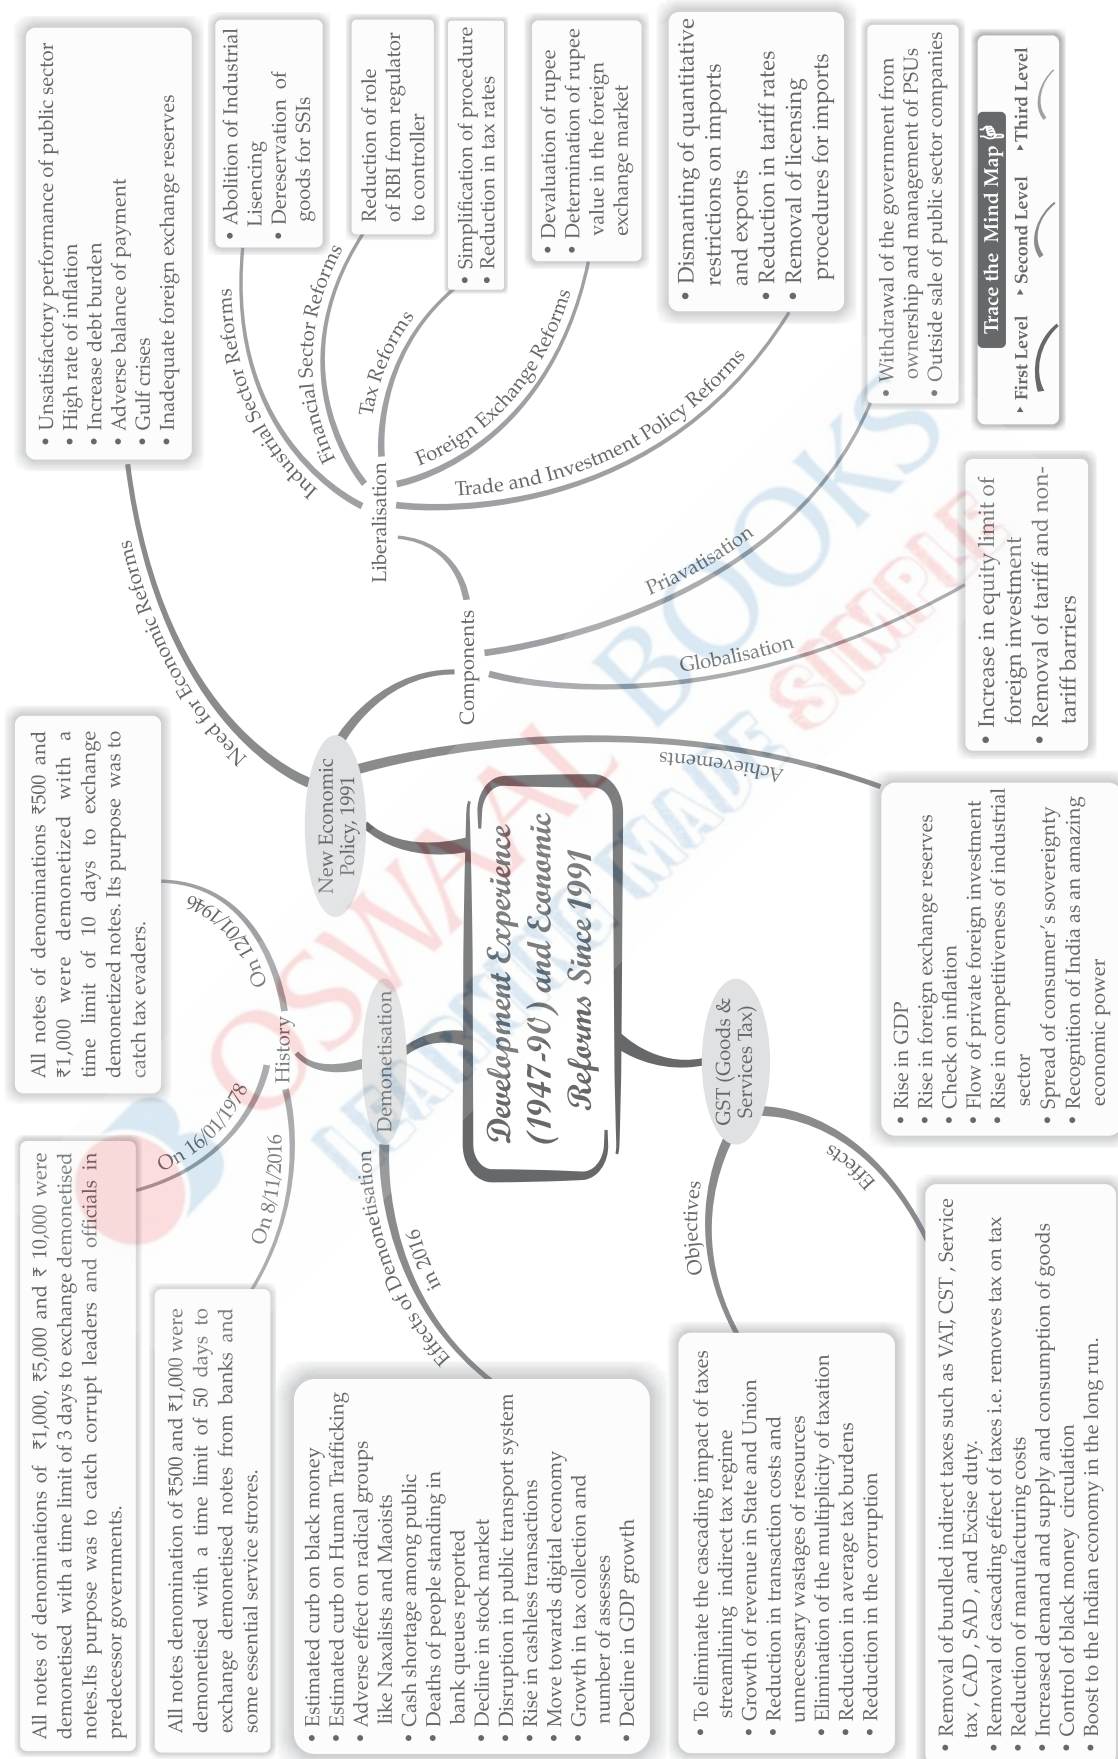 Development Experience
(1947-90) and Economic
Reforms Since 1991
New Economic
Policy, 1991
Need for Economic Reforms
• Unsatisfactory performance of public sector
• High rate of inflation
• Increase debt burden
• Adverse balance of payment
• Gulf crises
• Inadequate foreign exchange reserves
Components
Liberalisation
Industrial Sector Reforms
• Abolition of Industrial
Lisencing
• Dereservation of
goods for SSIs
Financial Sector Reforms
Reduction of role
of RBI from regulator
to controller
Tax Reforms
• Simplification of procedure
• Reduction in tax rates
Foreign Exchange Reforms
• Devaluation of rupee
• Determination of rupee
value in the foreign
exchange market
Trade and Investment Policy Reforms
• Dismanting of quantitative
restrictions on imports
and exports
• Reduction in tariff rates
• Removal of licensing
procedures for imports
Priavatisation
• Withdrawal of the government from
ownership and management of PSUs
• Outside sale of public sector companies
Globalisation
• Increase in equity limit of
foreign investment
• Removal of tariff and non-
tariff barriers
Achievements
• Rise in GDP
• Rise in foreign exchange reserves
• Check on inflation
Flow of private foreign investment
• Rise in competitiveness of industrial
sector
• Spread of consumer's sovereignty
• Recognition of India as an amazing
economic power
Trace the Mind Map
First Level
Second Level
Third Level
Demonetisation
History
On 12/01/1946
All notes of denominations ₹500 and
₹1,000 were demonetized with a
time limit of 10 days to exchange
demonetized notes. Its purpose was to
catch tax evaders.
On 16/01/1978
All notes of denominations of ₹1,000, ₹5,000 and ₹ 10,000 were
demonetised with a time limit of 3 days to exchange demonetised
notes.Its purpose was to catch corrupt leaders and officials in
predecessor governments.
On 8/11/2016
All notes denomination of ₹500 and ₹1,000 were
demonetised with a time limit of 50 days to
exchange demonetised notes from banks and
some essential service stores.
Effects of Demonetisation
in 2016
• Estimated curb on black money
• Estimated curb on Human Trafficking
• Adverse effect on radical groups
like Naxalists and Maoists
• Cash shortage among public
• Deaths of people standing in
bank queues reported
• Decline in stock market
• Disruption in public transport system
• Rise in cashless transactions
• Move towards digital economy
• Growth in tax collection and
number of assesses
• Decline in GDP growth
GST (Goods &
Services Tax)
Objectives
• To eliminate the cascading impact of taxes
streamlining indirect tax regime
• Growth of revenue in State and Union
• Reduction in transaction costs and
unnecessary wastages of resources
• Elimination of the multiplicity of taxation
• Reduction in average tax burdens
• Reduction in the corruption
Effects
• Removal of bundled indirect taxes such as VAT, CST , Service
tax , CAD , SAD , and Excise duty.
• Removal of cascading effect of taxes i.e. removes tax on tax
• Reduction of manufacturing costs
• Increased demand and supply and consumption of goods
• Control of black money circulation
• Boost to the Indian economy in the long run.
OSWAAL BOOKS
LEARNING MADE SIMPLE